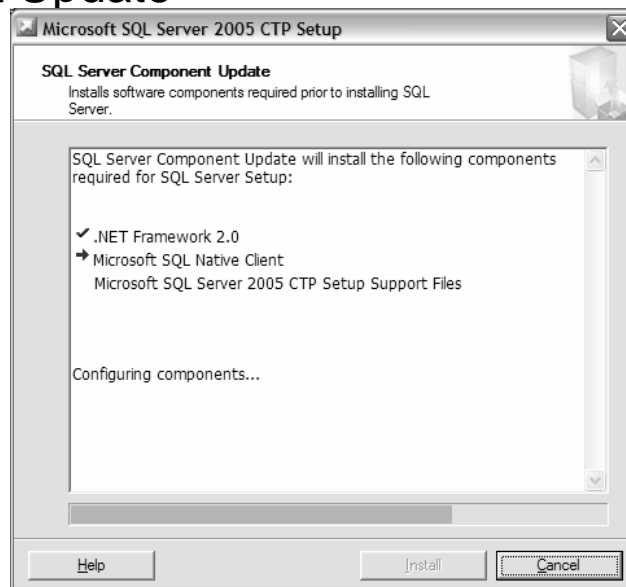 Update
Microsoft SQL Server 2005 CTP Setup
SQL Server Component Update
Installs software components required prior to installing SQL
Server.
SQL Server Component Update will install the following components
required for SQL Server Setup:
.NET Framework 2.0
Microsoft SQL Native Client
Microsoft SQL Server 2005 CTP Setup Support Files
Configuring components...
Help
Install
Cancel